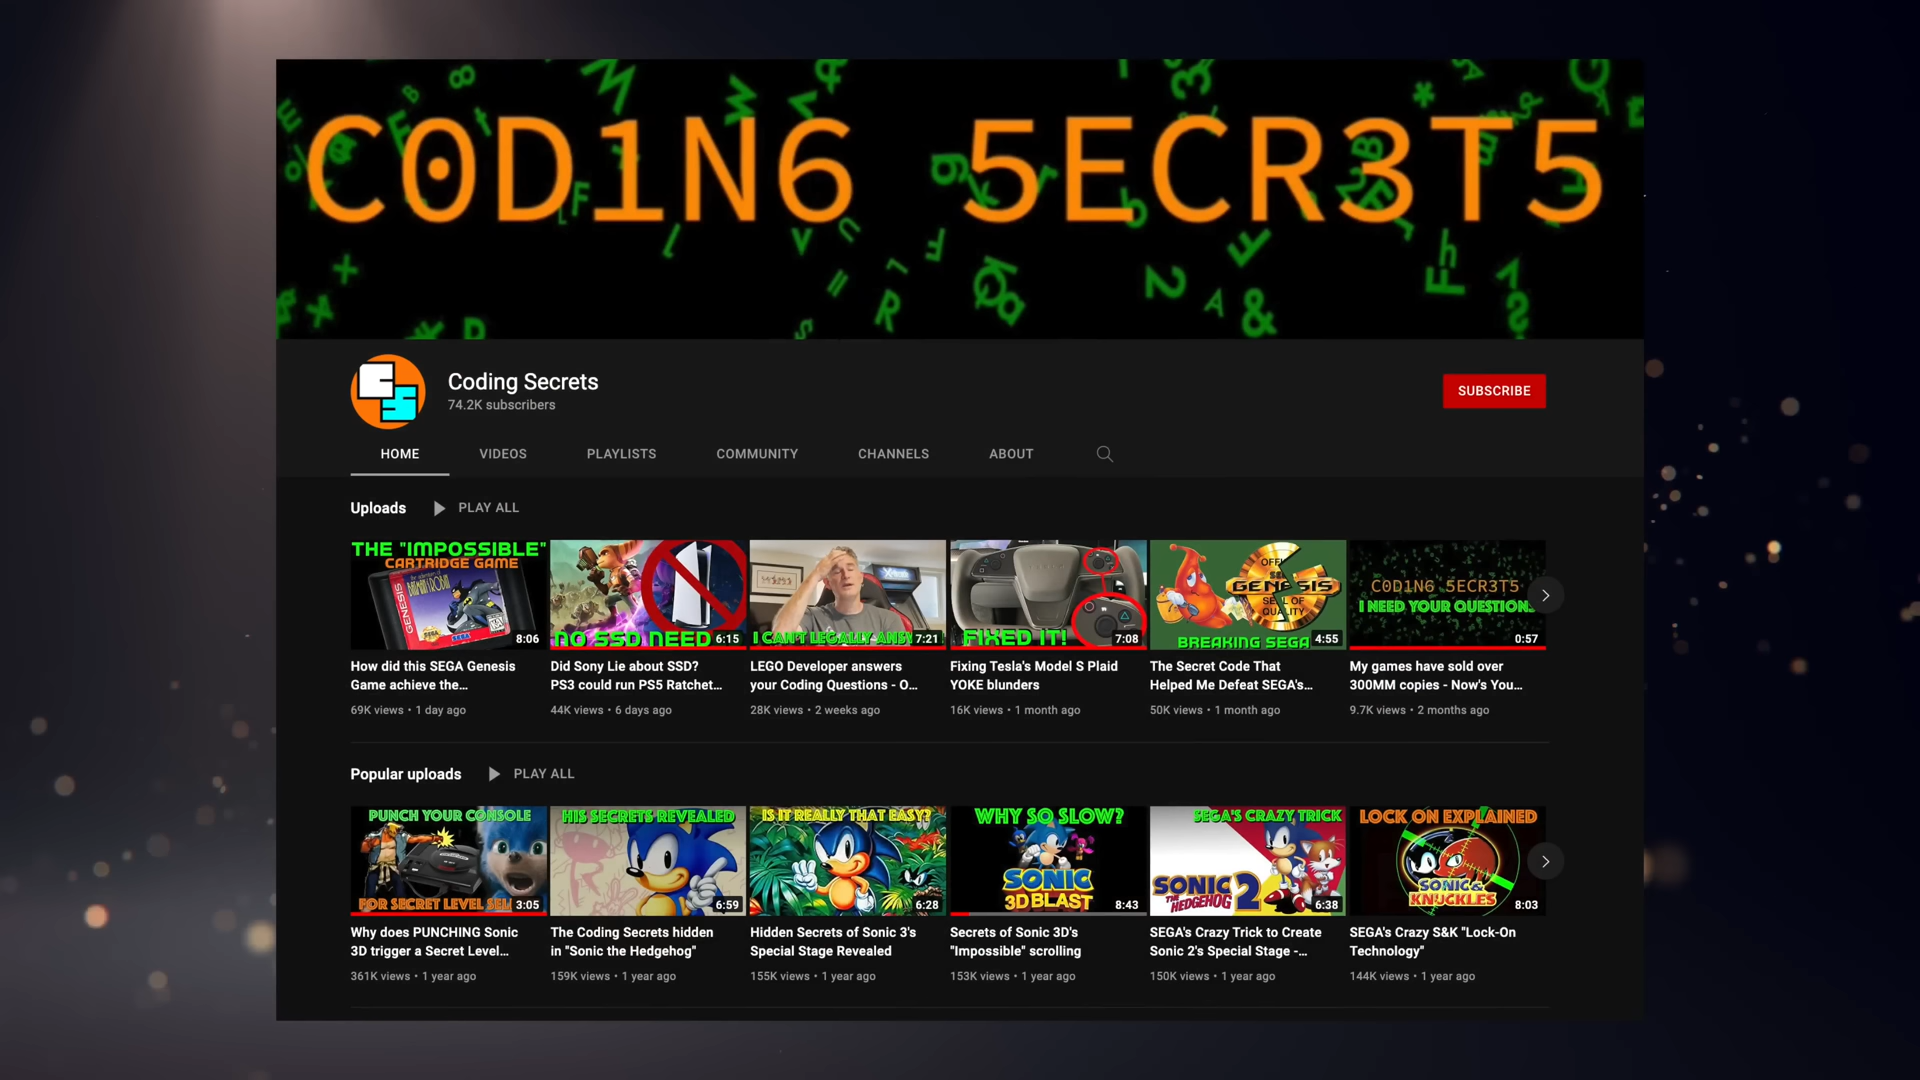 C0D1N6 5ECR3T5
Coding Secrets
74.2K subscribers
SUBSCRIBE
HOME VIDEOS PLAYLISTS COMMUNITY CHANNELS ABOUT
Uploads PLAY ALL
THE "IMPOSSIBLE"
CARTRIDGE GAME
GENESIS
SEGA
8:06
NO SSD NEED
6:15
I CAN'T LEGALLY ANSW
7:21
FIXED IT!
7:08
GENESIS
SEAL OF
QUALITY
BREAKING SEGA
4:55
C0D1N6 5ECR3T5
I NEED YOUR QUESTION
0:57
How did this SEGA Genesis
Game achieve the...
69K views • 1 day ago
Did Sony Lie about SSD?
PS3 could run PS5 Ratchet...
44K views • 6 days ago
LEGO Developer answers
your Coding Questions - O...
28K views • 2 weeks ago
Fixing Tesla's Model S Plaid
YOKE blunders
16K views • 1 month ago
The Secret Code That
Helped Me Defeat SEGA's...
50K views • 1 month ago
My games have sold over
300MM copies - Now's You...
9.7K views • 2 months ago
Popular uploads PLAY ALL
PUNCH YOUR CONSOLE
FOR SECRET LEVEL SEL
3:05
HIS SECRETS REVEALED
6:59
IS IT REALLY THAT EASY?
6:28
WHY SO SLOW?
SONIC
3D BLAST
8:43
SEGA'S CRAZY TRICK
SONIC 2
THE HEDGEHOG
6:38
LOCK ON EXPLAINED
SONIC &
KNUCKLES
8:03
Why does PUNCHING Sonic
3D trigger a Secret Level...
361K views • 1 year ago
The Coding Secrets hidden
in "Sonic the Hedgehog"
159K views • 1 year ago
Hidden Secrets of Sonic 3's
Special Stage Revealed
155K views • 1 year ago
Secrets of Sonic 3D's
"Impossible" scrolling
153K views • 1 year ago
SEGA's Crazy Trick to Create
Sonic 2's Special Stage -...
150K views • 1 year ago
SEGA's Crazy S&K "Lock-On
Technology"
144K views • 1 year ago